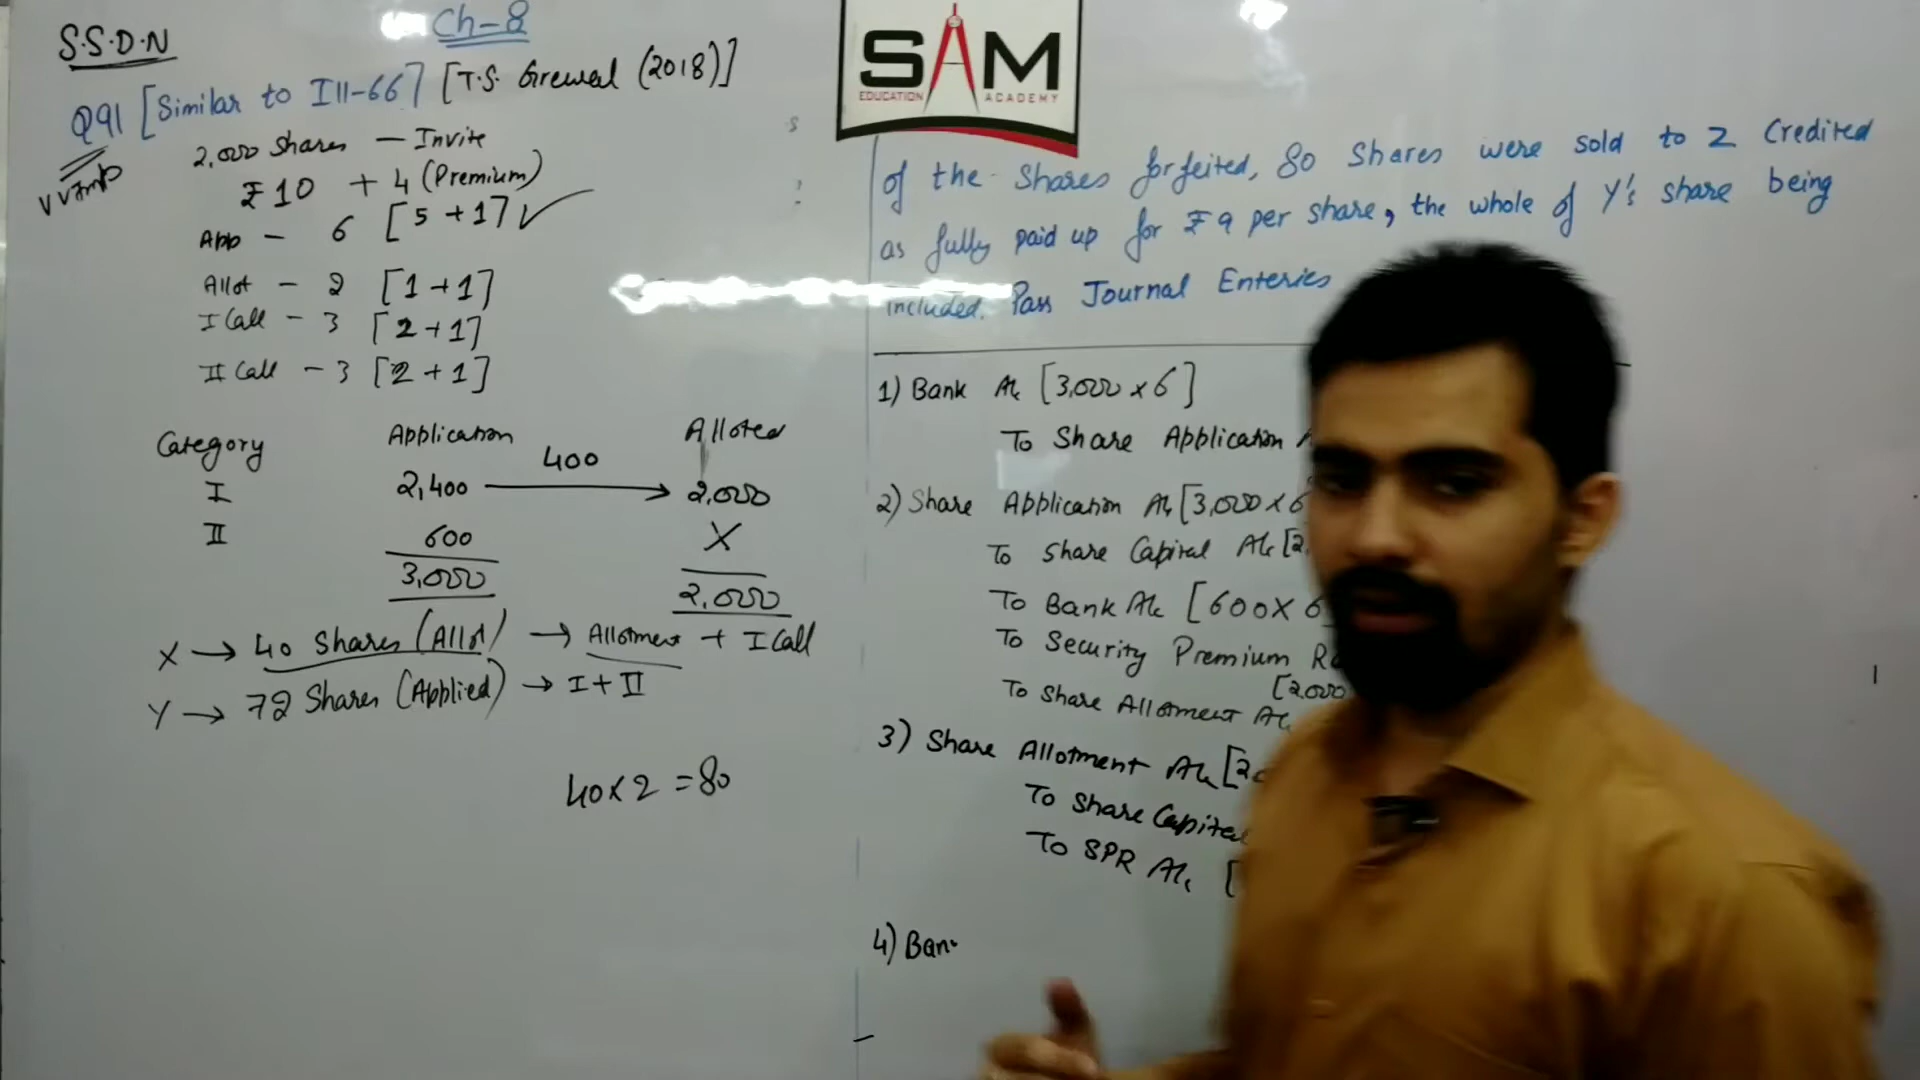 S.S.D.N
Ch-8
Q91 [Similar to Ill-66] [T.S. Grewal (2018)]
VVImp
2,000 Shares — Invite
₹10 + 4 (Premium)
App - 6 [5+1] ✓
Allot - 2 [1+1]
I Call - 3 [2+1]
II Call - 3 [2+1]
Category Application Alloted
I 2,400 400 → 2,000
II 600 X
3,000 2,000
X → 40 Shares (Allot) → Allotment + I Call
Y → 72 Shares (Applied) → I + II
40 × 2 = 80
SAM
EDUCATION ACADEMY
of the Shares forfeited, 80 Shares were sold to Z Credited
as fully paid up for ₹9 per share, the whole of Y's share being
included. Pass Journal Enteries
1) Bank A/c [3,000 × 6]
To Share Application
2) Share Application A/c [3,000 × 6
To Share Capital A/c [2
To Bank A/c [600 × 6
To Security Premium
[2,000
To Share Allotment A/c
3) Share Allotment A/c [2
To Share Capital
To SPR A/c [
4) Ban